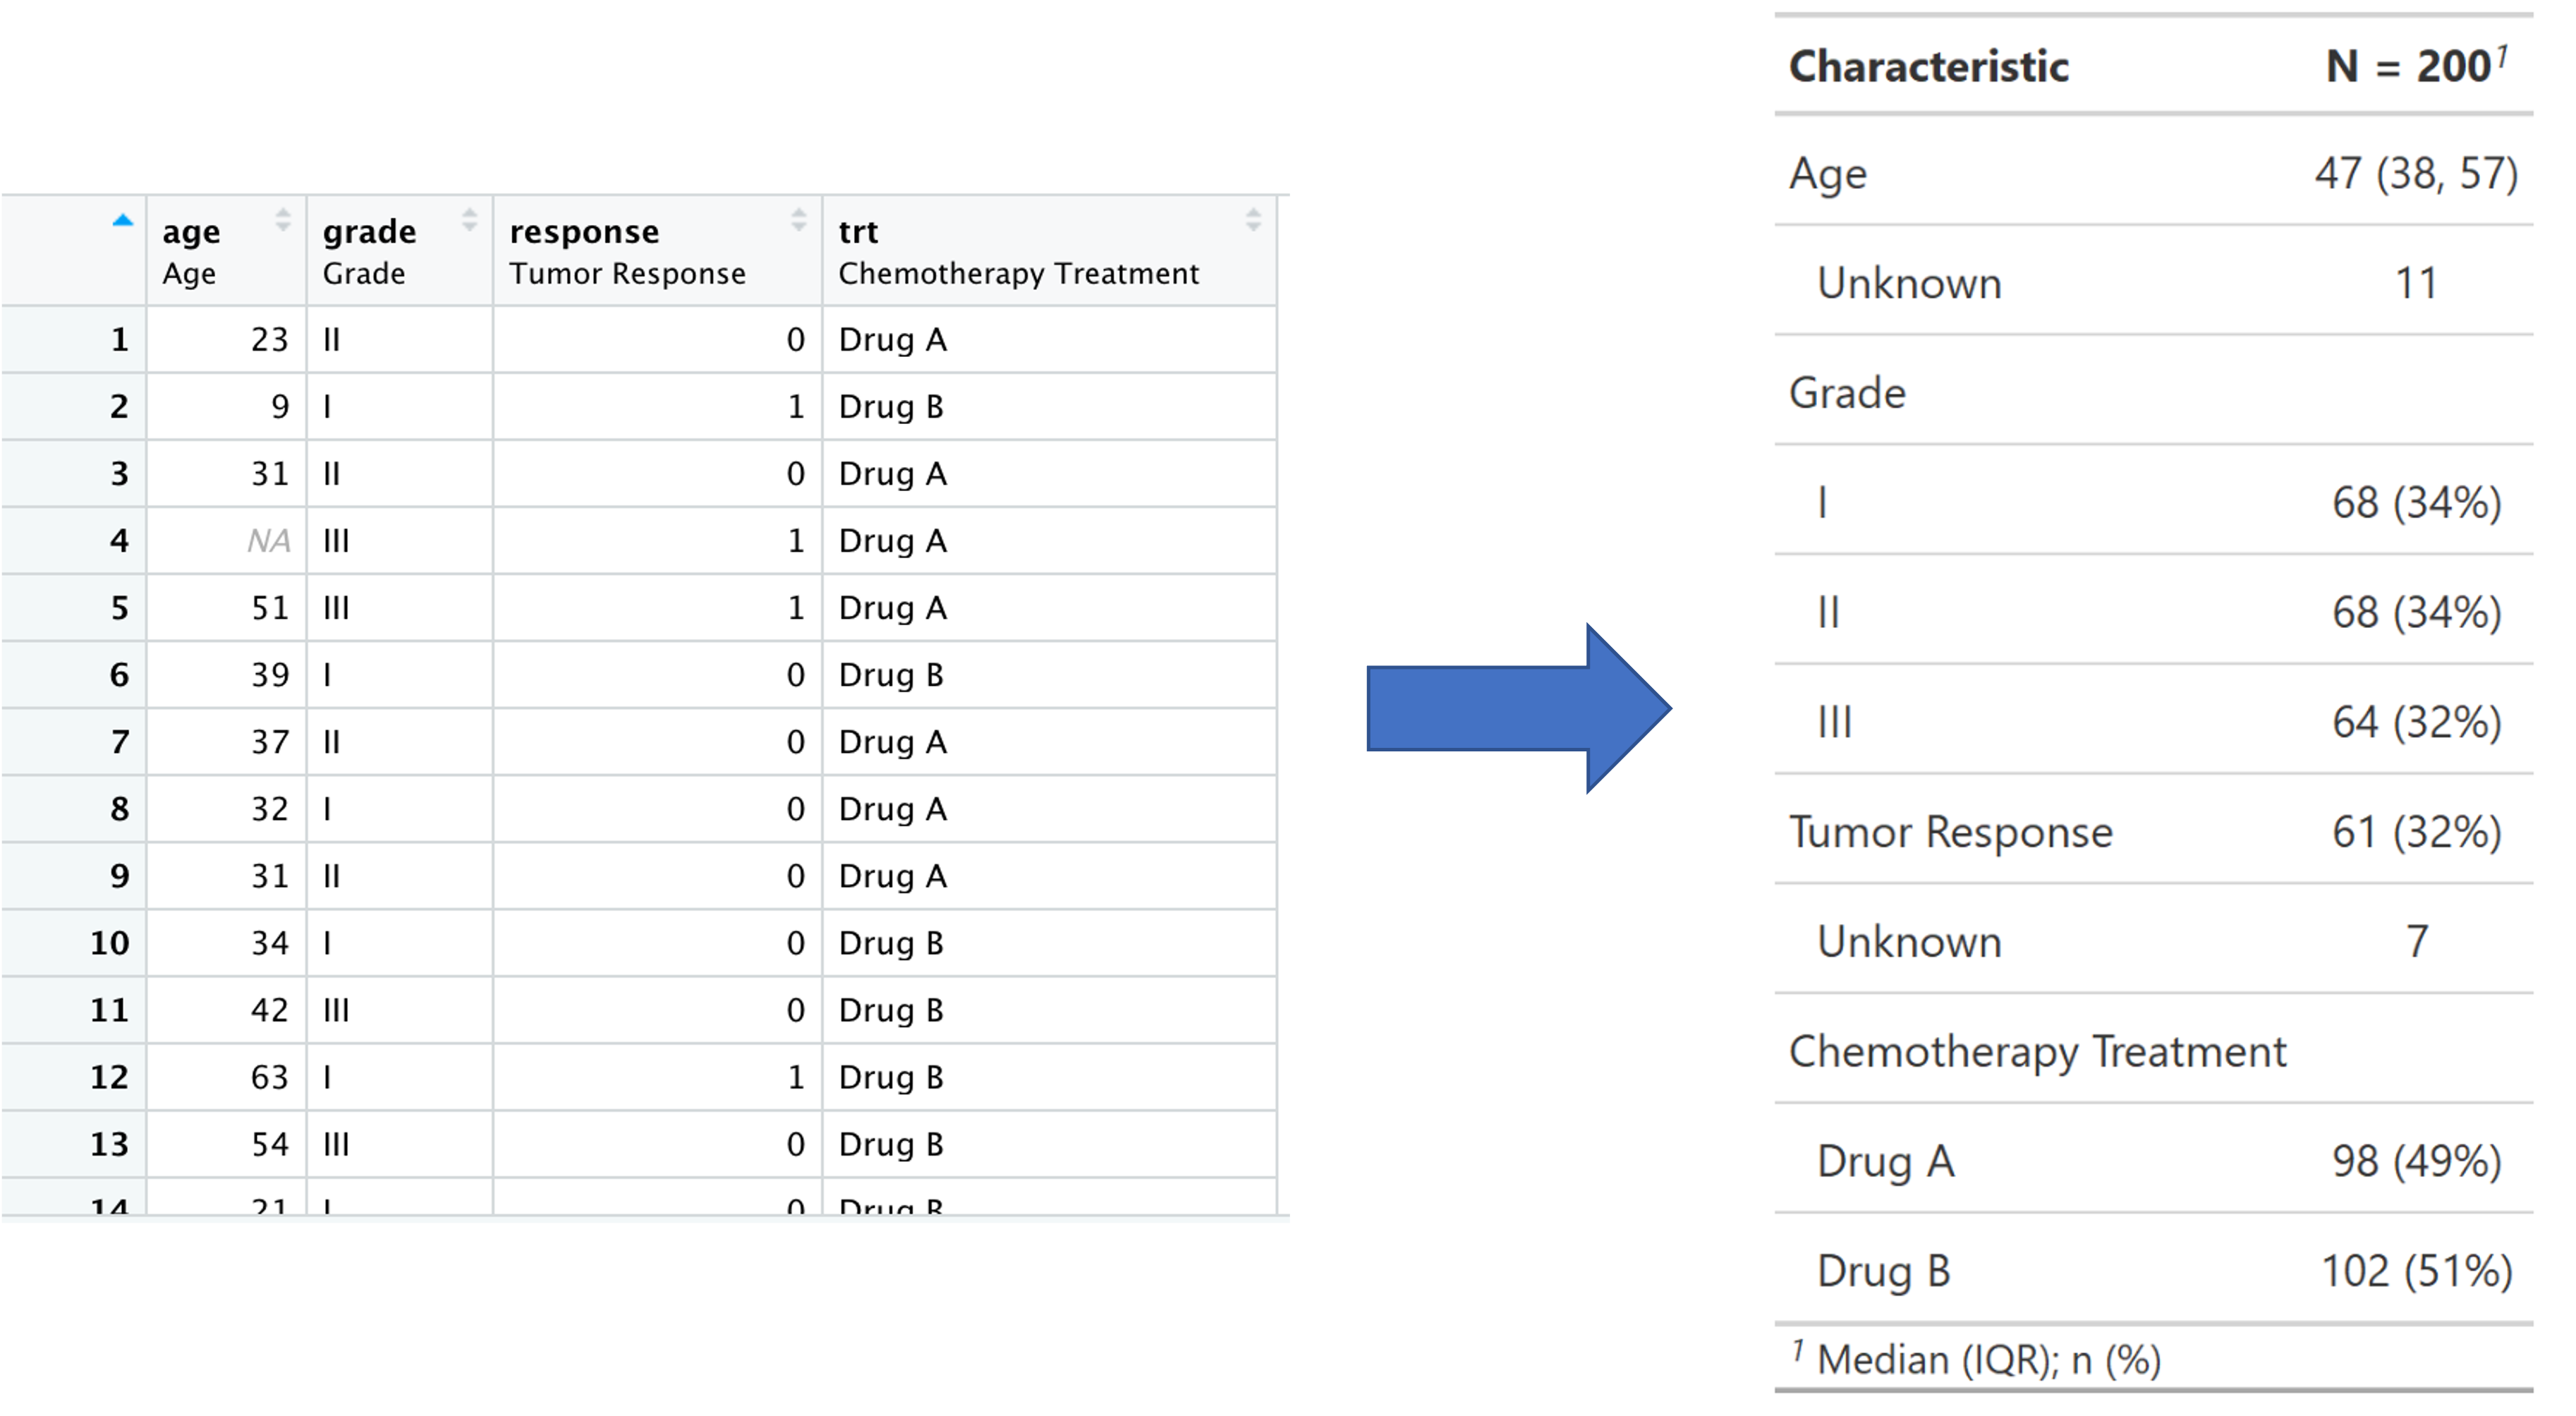 age grade response trt
Age Grade Tumor Response Chemotherapy Treatment
1 23 II 0 Drug A
2 9 I 1 Drug B
3 31 II 0 Drug A
4 NA III 1 Drug A
5 51 III 1 Drug A
6 39 I 0 Drug B
7 37 II 0 Drug A
8 32 I 0 Drug A
9 31 II 0 Drug A
10 34 I 0 Drug B
11 42 III 0 Drug B
12 63 I 1 Drug B
13 54 III 0 Drug B
14 21 I 0 Drug B
Characteristic N = 200¹
Age 47 (38, 57)
Unknown 11
Grade
I 68 (34%)
II 68 (34%)
III 64 (32%)
Tumor Response 61 (32%)
Unknown 7
Chemotherapy Treatment
Drug A 98 (49%)
Drug B 102 (51%)
¹ Median (IQR); n (%)